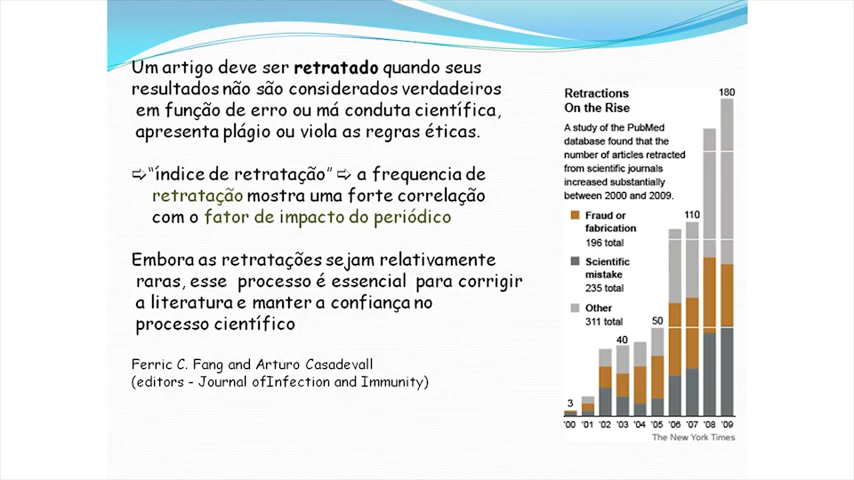 Um artigo deve ser retratado quando seus
resultados não são considerados verdadeiros
em função de erro ou má conduta científica,
apresenta plágio ou viola as regras éticas.
➯“índice de retratação” ➯ a frequencia de
retratação mostra uma forte correlação
com o fator de impacto do periódico
Embora as retratações sejam relativamente
raras, esse processo é essencial para corrigir
a literatura e manter a confiança no
processo científico
Ferric C. Fang and Arturo Casadevall
(editors - Journal ofInfection and Immunity)
Retractions
On the Rise
A study of the PubMed
database found that the
number of articles retracted
from scientific journals
increased substantially
between 2000 and 2009.
Fraud or
fabrication
196 total
Scientific
mistake
235 total
Other
311 total
3
40
50
110
180
'00 '01 '02 '03 '04 '05 '06 '07 '08 '09
The New York Times